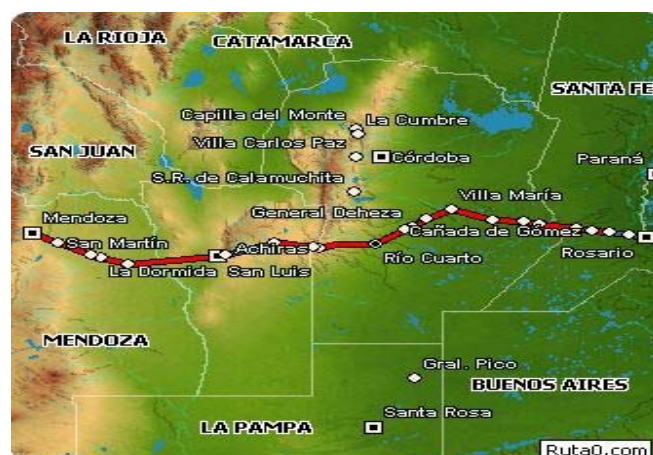 LA RIOJA
CATAMARCA
SANTA FE
Capilla del Monte
La Cumbre
Villa Carlos Paz
SAN JUAN
Córdoba
Paraná
S.R. de Calamuchita
Villa María
General Deheza
Mendoza
Cañada de Gómez
San Martín
Achiras
Río Cuarto
Rosario
La Dormida
San Luis
MENDOZA
Gral. Pico
BUENOS AIRES
Santa Rosa
LA PAMPA
Ruta0.com